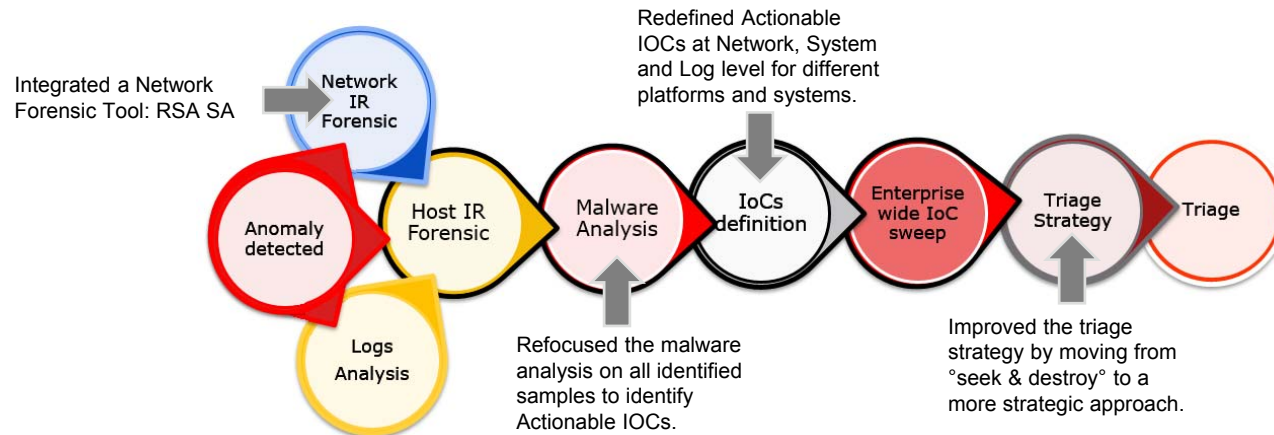 Integrated a Network
Forensic Tool: RSA SA
Network
IR
Forensic
Redefined Actionable
IOCs at Network, System
and Log level for different
platforms and systems.
Anomaly
detected
Host IR
Forensic
Logs
Analysis
Malware
Analysis
IoCs
definition
Enterprise
wide IoC
sweep
Triage
Strategy
Triage
Refocused the malware
analysis on all identified
samples to identify
Actionable IOCs.
Improved the triage
strategy by moving from
°seek & destroy° to a
more strategic approach.